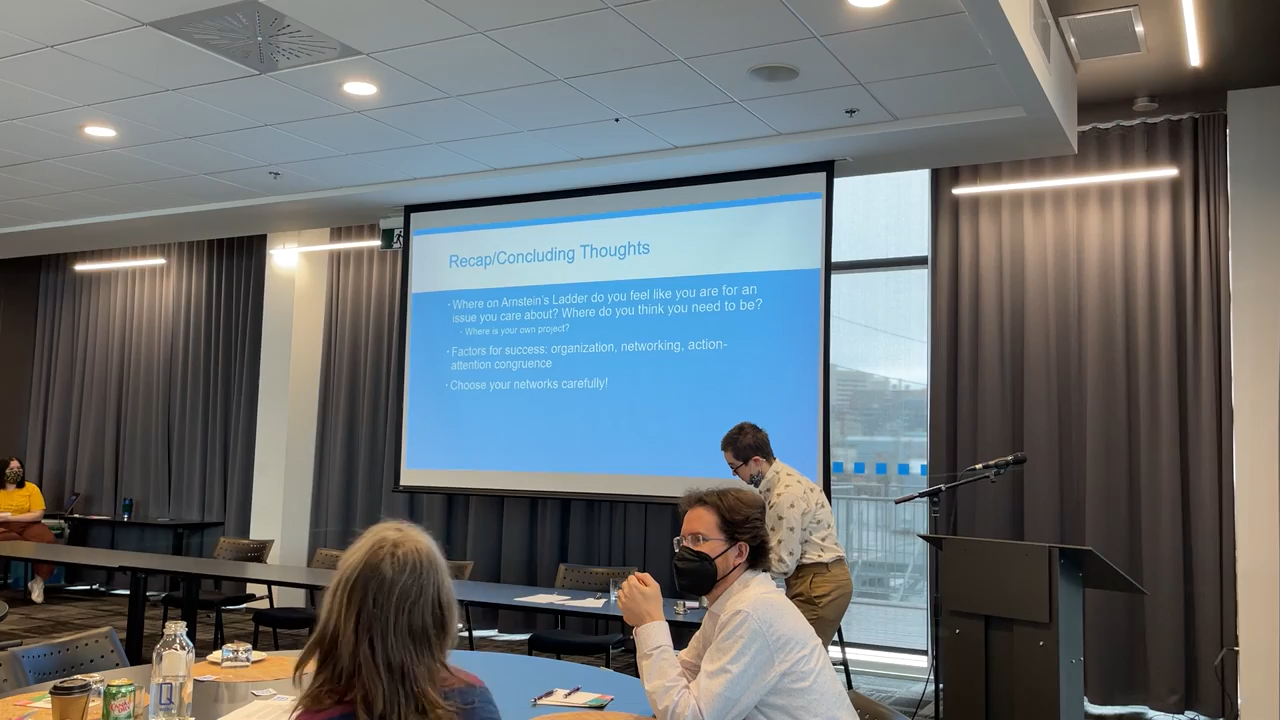 Recap/Concluding Thoughts
· Where on Arnstein's Ladder do you feel like you are for an
issue you care about? Where do you think you need to be?
· Where is your own project?
· Factors for success: organization, networking, action-
attention congruence
· Choose your networks carefully!
Q